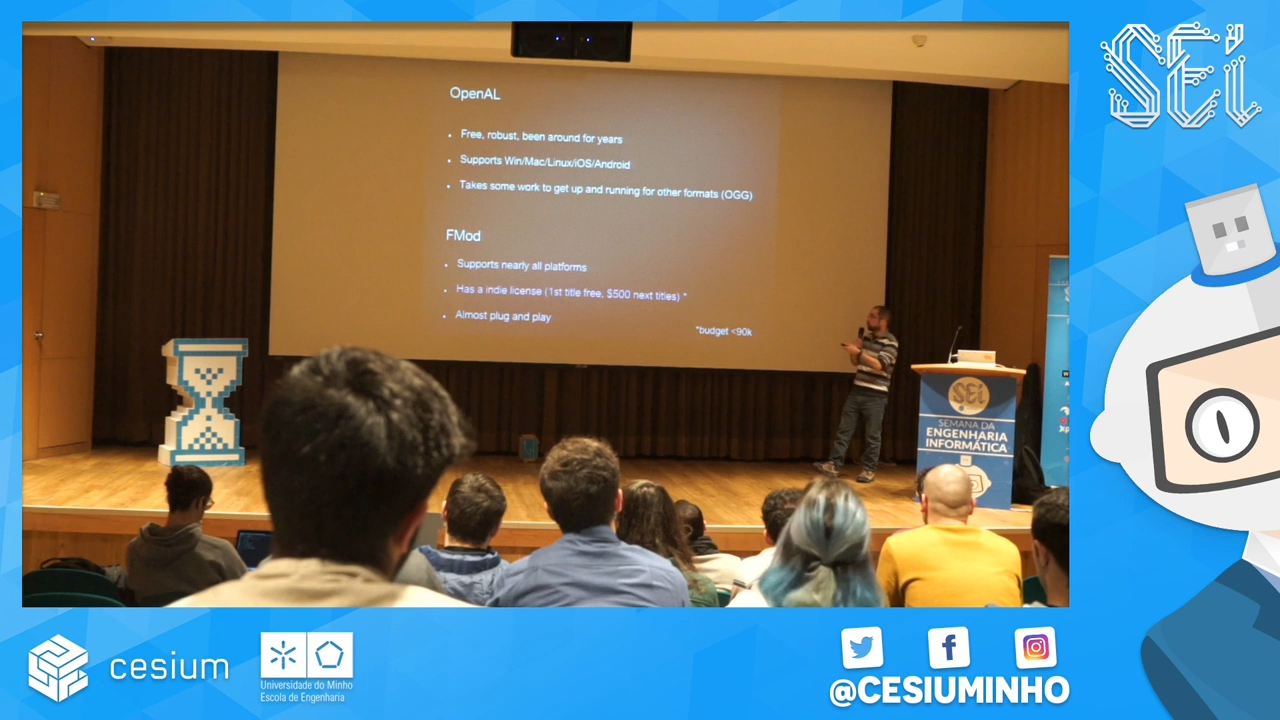 OpenAL
Free, robust, been around for years
Supports Win/Mac/Linux/iOS/Android
Takes some work to get up and running for other formats (OGG)
FMod
Supports nearly all platforms
Has a indie license (1st title free, $500 next titles) *
Almost plug and play
*budget <90k
SEi
SEi
SEMANA DA
ENGENHARIA
INFORMÁTICA
cesium
Universidade do Minho
Escola de Engenharia
@CESIUMINHO